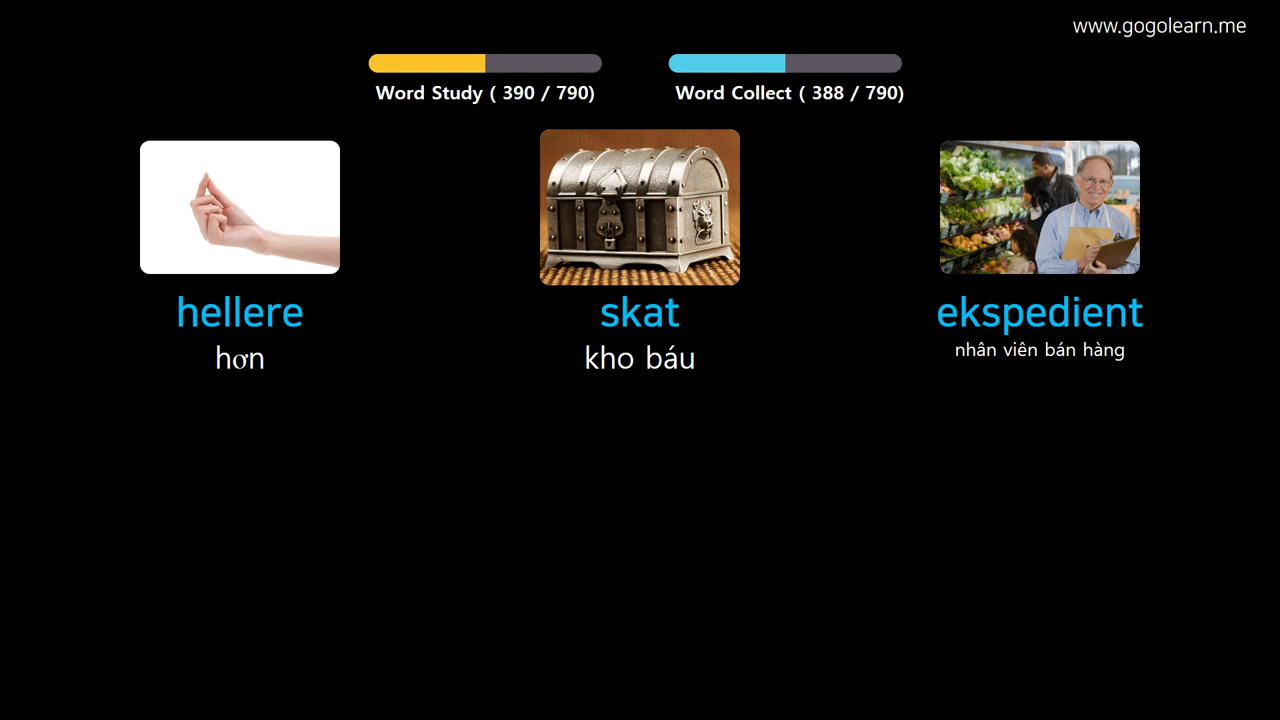 www.gogolearn.me
Word Study ( 390 / 790)
Word Collect ( 388 / 790)
hellere
hơn
skat
kho báu
ekspedient
nhân viên bán hàng